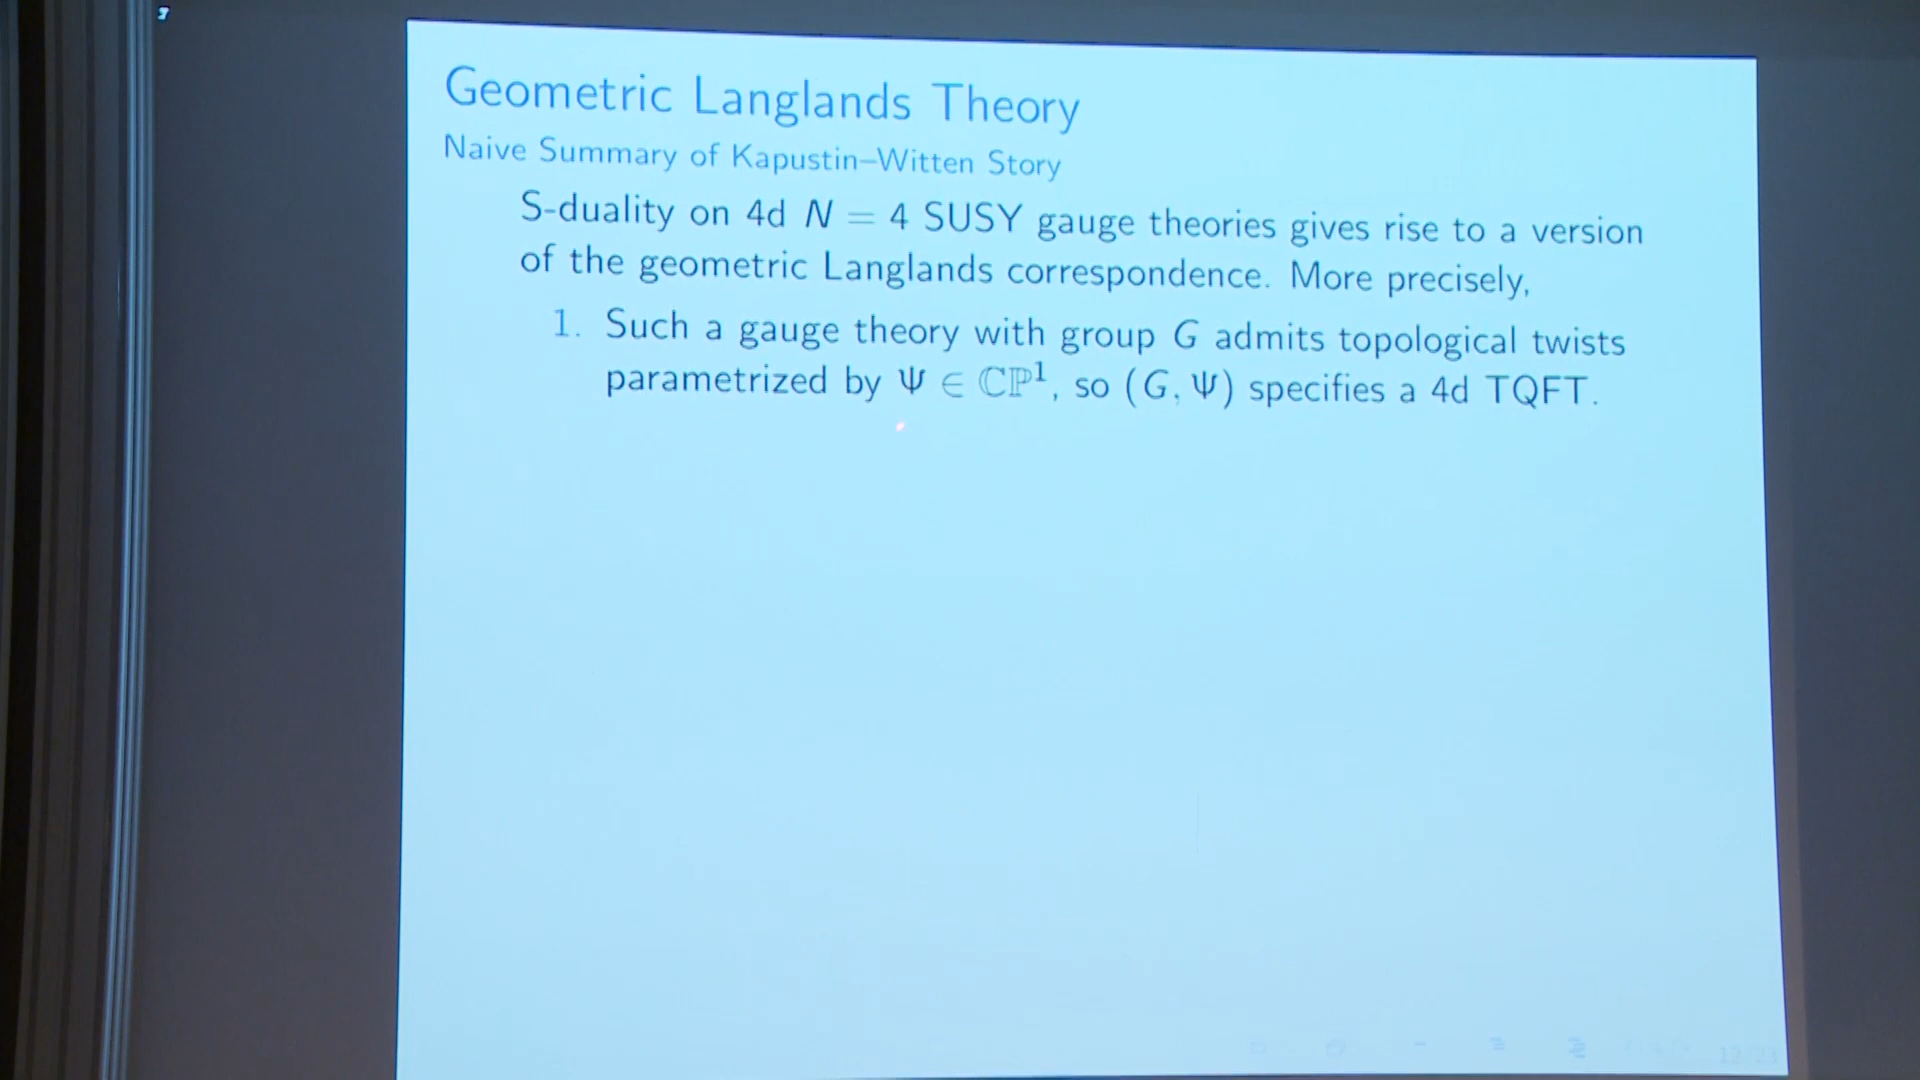 Geometric Langlands Theory
Naive Summary of Kapustin–Witten Story
S-duality on 4d N = 4 SUSY gauge theories gives rise to a version
of the geometric Langlands correspondence. More precisely,
1. Such a gauge theory with group G admits topological twists
parametrized by Ψ ∈ ℂℙ¹, so (G, Ψ) specifies a 4d TQFT.